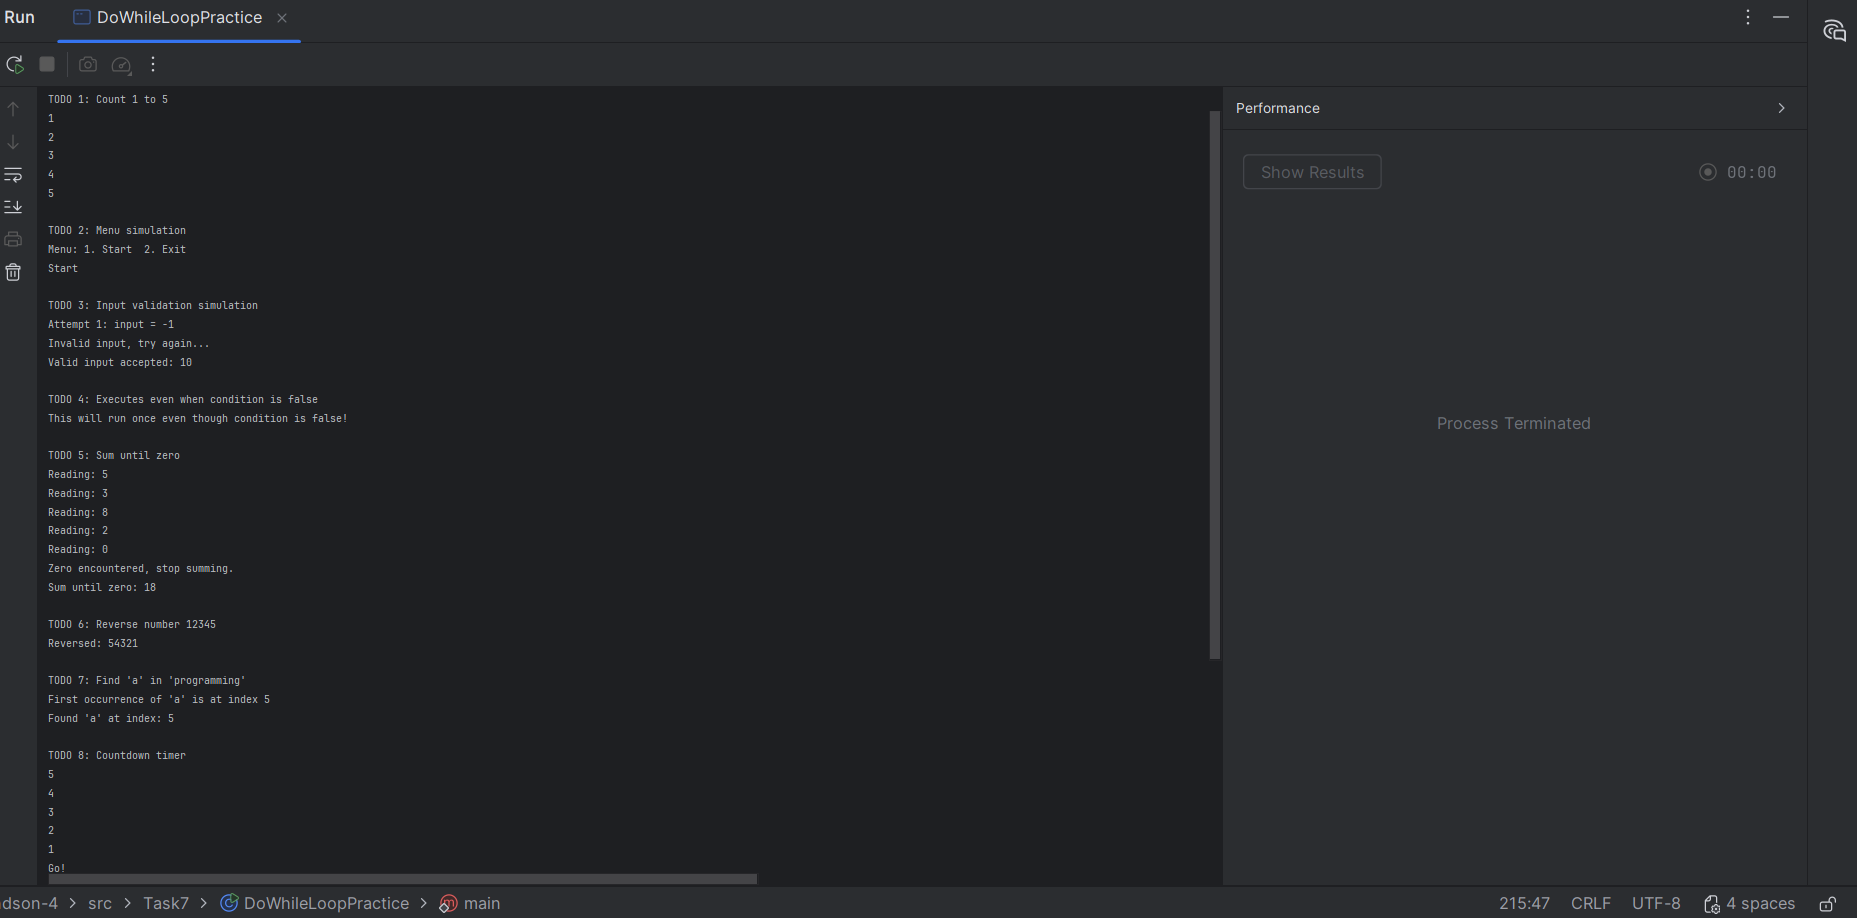 Run DoWhileLoopPractice
TODO 1: Count 1 to 5
1
2
3
4
5
TODO 2: Menu simulation
Menu: 1. Start  2. Exit
Start
TODO 3: Input validation simulation
Attempt 1: input = -1
Invalid input, try again...
Valid input accepted: 10
TODO 4: Executes even when condition is false
This will run once even though condition is false!
TODO 5: Sum until zero
Reading: 5
Reading: 3
Reading: 8
Reading: 2
Reading: 0
Zero encountered, stop summing.
Sum until zero: 18
TODO 6: Reverse number 12345
Reversed: 54321
TODO 7: Find 'a' in 'programming'
First occurrence of 'a' is at index 5
Found 'a' at index: 5
TODO 8: Countdown timer
5
4
3
2
1
Go!
Performance
Show Results 00:00
Process Terminated
dson-4 > src > Task7 > DoWhileLoopPractice > main 215:47 CRLF UTF-8 4 spaces